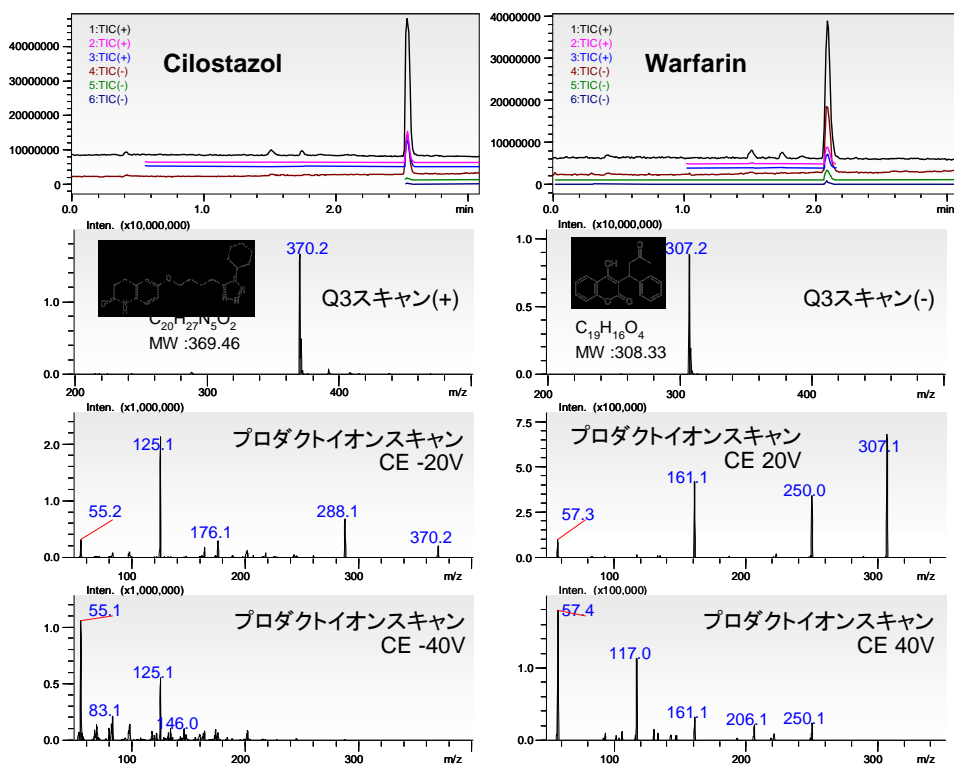 Cilostazol
1:TIC(+)
2:TIC(+)
3:TIC(+)
4:TIC(-)
5:TIC(-)
6:TIC(-)
40000000
30000000
20000000
10000000
0
0.0 1.0 2.0 min
Inten. (x10,000,000)
370.2
Q3スキャン(+)
C20H27N5O2
MW :369.46
1.0
0.0
200 300 400 m/z
Inten. (x1,000,000)
プロダクトイオンスキャン
CE -20V
125.1
55.2
176.1
288.1
370.2
2.0
1.0
0.0
100 200 300 m/z
Inten. (x1,000,000)
プロダクトイオンスキャン
CE -40V
55.1
125.1
83.1
146.0
1.0
0.0
100 200 300 m/z
Warfarin
1:TIC(+)
2:TIC(+)
3:TIC(+)
4:TIC(-)
5:TIC(-)
6:TIC(-)
40000000
30000000
20000000
10000000
0
0.0 1.0 2.0 min
Inten. (x10,000,000)
307.2
Q3スキャン(-)
OH
C19H16O4
MW :308.33
1.0
0.0
200 300 400 m/z
Inten. (x100,000)
プロダクトイオンスキャン
CE 20V
307.1
161.1
250.0
57.3
7.5
5.0
2.5
0.0
100 200 300 m/z
Inten. (x100,000)
プロダクトイオンスキャン
CE 40V
57.4
117.0
161.1
206.1
250.1
1.0
0.0
100 200 300 m/z